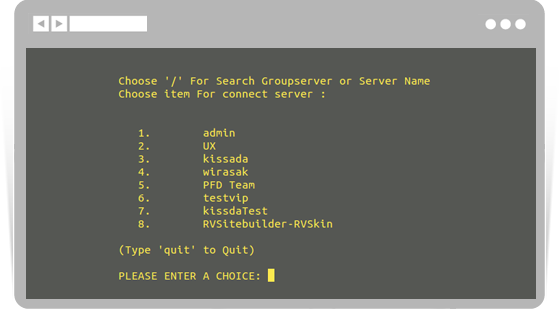 Choose '/' For Search Groupserver or Server Name
Choose item For connect server :
1. admin
2. UX
3. kissada
4. wirasak
5. PFD Team
6. testvip
7. kissdaTest
8. RVSitebuilder-RVSkin
(Type 'quit' to Quit)
PLEASE ENTER A CHOICE: